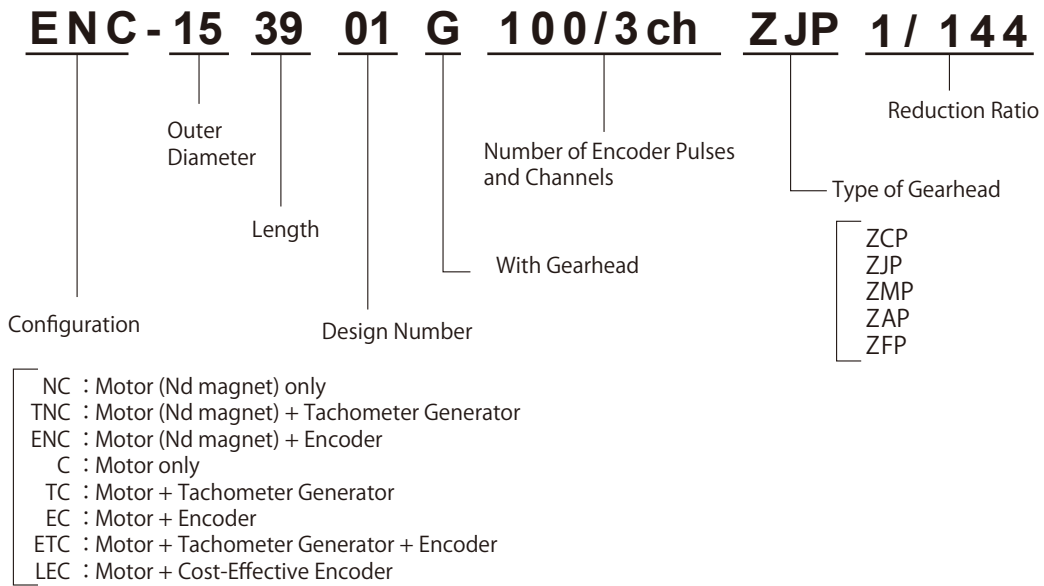 ENC-15 39 01 G 100/3ch ZJP 1/144
Reduction Ratio
Outer
Diameter
Number of Encoder Pulses
and Channels
Type of Gearhead
Length
With Gearhead
ZCP
ZJP
ZMP
ZAP
ZFP
Configuration
Design Number
NC : Motor (Nd magnet) only
TNC : Motor (Nd magnet) + Tachometer Generator
ENC : Motor (Nd magnet) + Encoder
C : Motor only
TC : Motor + Tachometer Generator
EC : Motor + Encoder
ETC : Motor + Tachometer Generator + Encoder
LEC : Motor + Cost-Effective Encoder